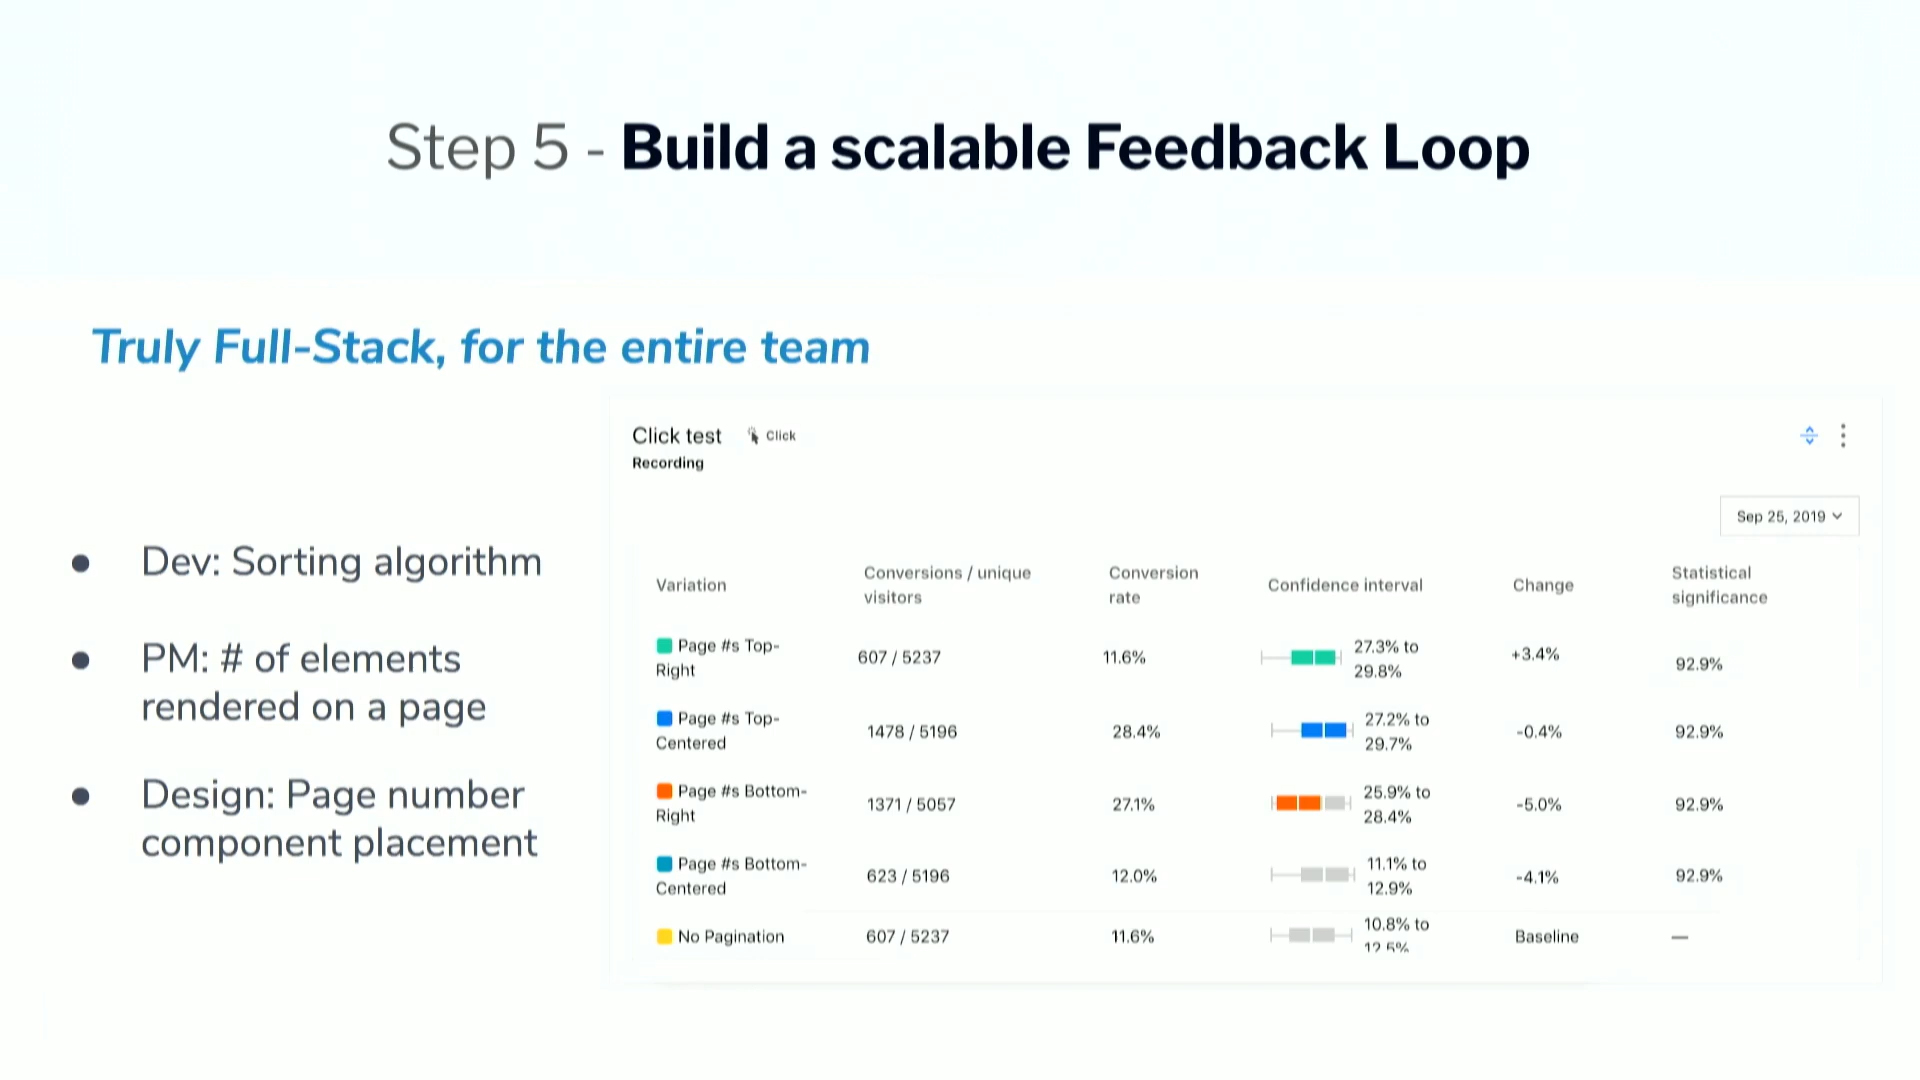 Step 5 - Build a scalable Feedback Loop
Truly Full-Stack, for the entire team
● Dev: Sorting algorithm
● PM: # of elements
rendered on a page
● Design: Page number
component placement
Click test Click
Recording
Sep 25, 2019
Variation Conversions / unique visitors Conversion rate Confidence interval Change Statistical significance
Page #s Top-Right 607 / 5237 11.6% 27.3% to 29.8% +3.4% 92.9%
Page #s Top-Centered 1478 / 5196 28.4% 27.2% to 29.7% -0.4% 92.9%
Page #s Bottom-Right 1371 / 5057 27.1% 25.9% to 28.4% -5.0% 92.9%
Page #s Bottom-Centered 623 / 5196 12.0% 11.1% to 12.9% -4.1% 92.9%
No Pagination 607 / 5237 11.6% 10.8% to 12.5% Baseline —